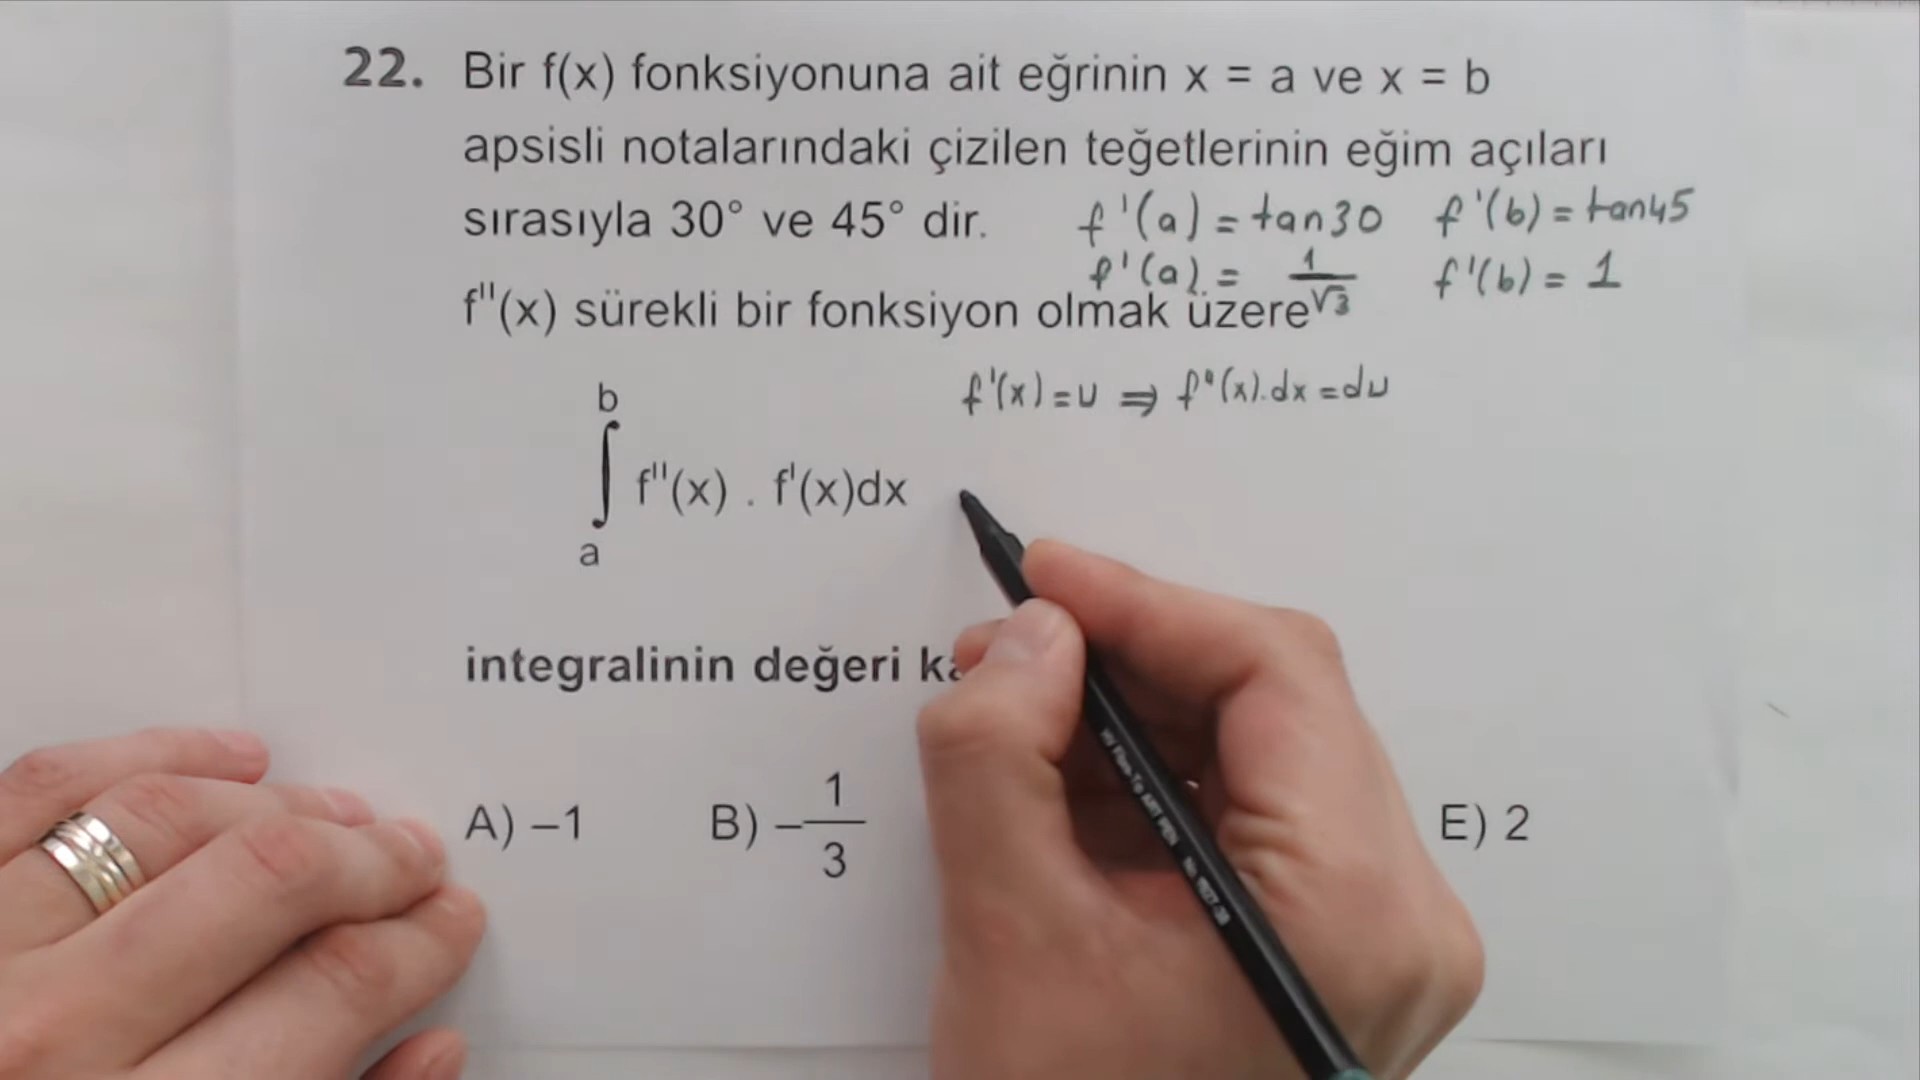 22. Bir f(x) fonksiyonuna ait eğrinin x = a ve x = b
apsisli notalarındaki çizilen teğetlerinin eğim açıları
sırasıyla 30° ve 45° dir. f'(a) = tan30 f'(b) = tan45
f'(a) = 1/√3 f'(b) = 1
f''(x) sürekli bir fonksiyon olmak üzere
f'(x) = u ⇒ f''(x).dx = du
b
∫ f''(x) . f'(x)dx
a
integralinin değeri
A) –1 B) –1/3 E) 2